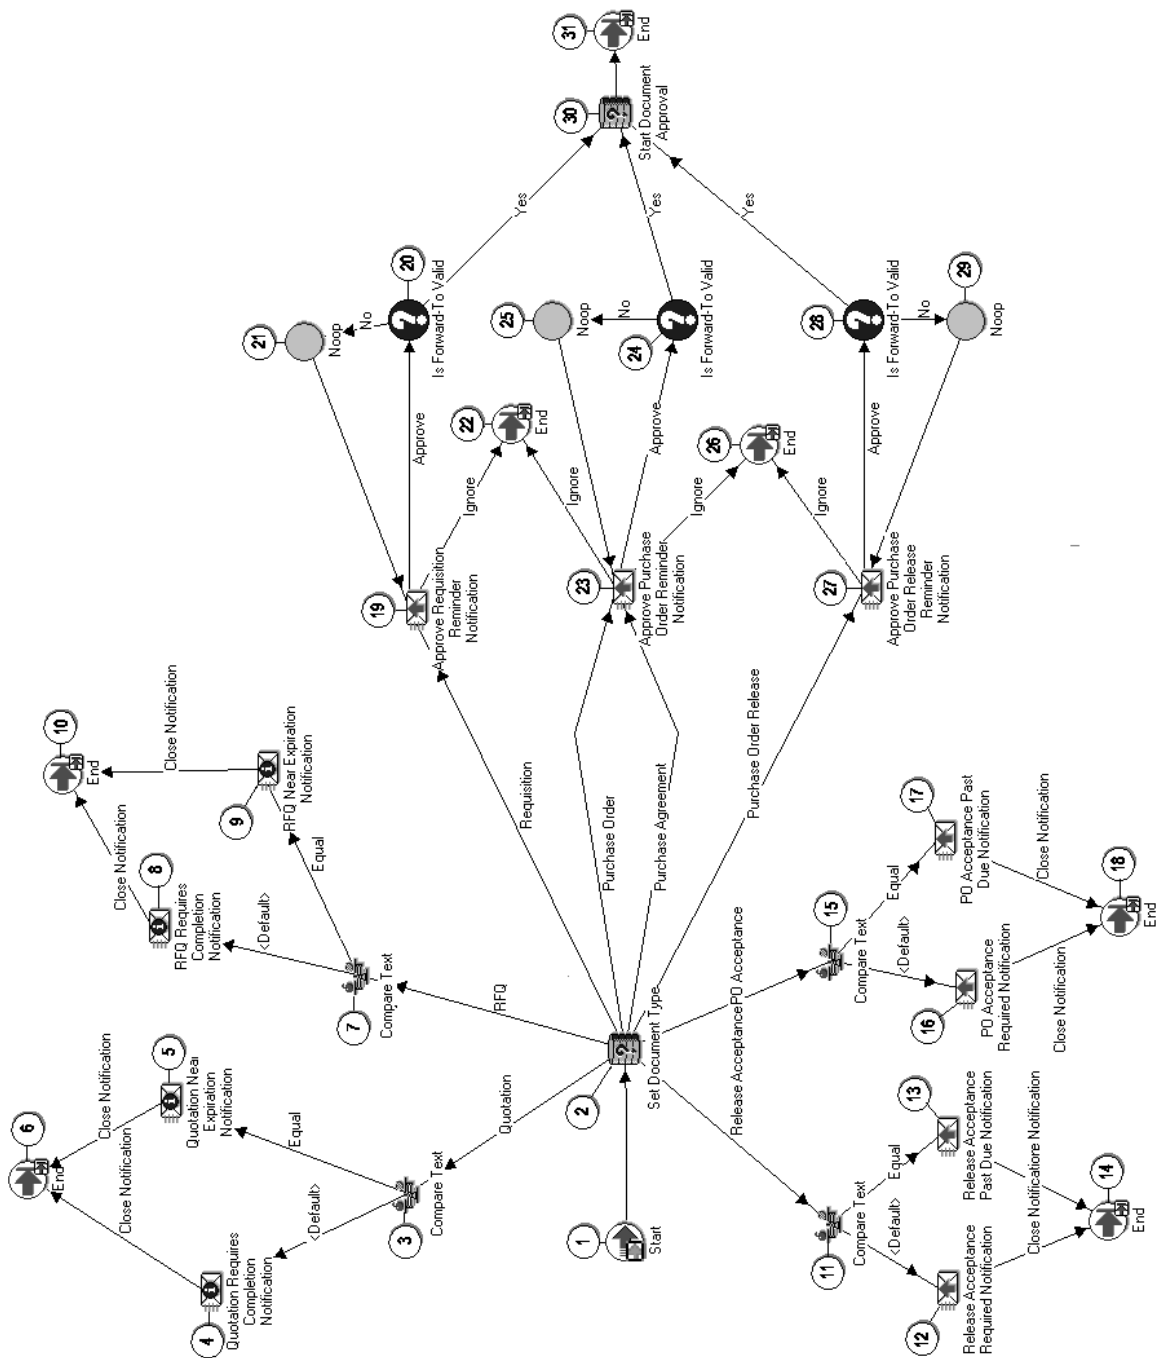 1
Start
2
Set Document Type
Quotation
3
Compare Text
<Default>
4
Quotation Requires
Completion
Notification
Close Notification
Equal
5
Quotation Near
Expiration
Notification
Close Notification
6
End
RFQ
7
Compare Text
<Default>
8
RFQ Requires
Completion
Notification
Close Notification
Equal
9
RFQ Near Expiration
Notification
Close Notification
10
End
Release Acceptance
11
Compare Text
<Default>
12
Release Acceptance
Required Notification
Equal
13
Release Acceptance
Past Due Notification
Close Notification
Notification
14
End
PO Acceptance
15
Compare Text
<Default>
16
PO Acceptance
Required Notification
Close Notification
Equal
17
PO Acceptance Past
Due Notification
Close Notification
18
End
Requisition
19
Approve Requisition
Reminder
Notification
Approve
20
Is Forward-To Valid
No
21
Noop
Yes
Ignore
22
End
Purchase Order
Purchase Agreement
23
Approve Purchase
Order Reminder
Notification
Ignore
Approve
24
Is Forward-To Valid
No
25
Noop
Yes
Ignore
26
End
Purchase Order Release
27
Approve Purchase
Order Release
Reminder
Notification
Ignore
Approve
28
Is Forward-To Valid
No
29
Noop
Yes
30
Start Document
Approval
31
End